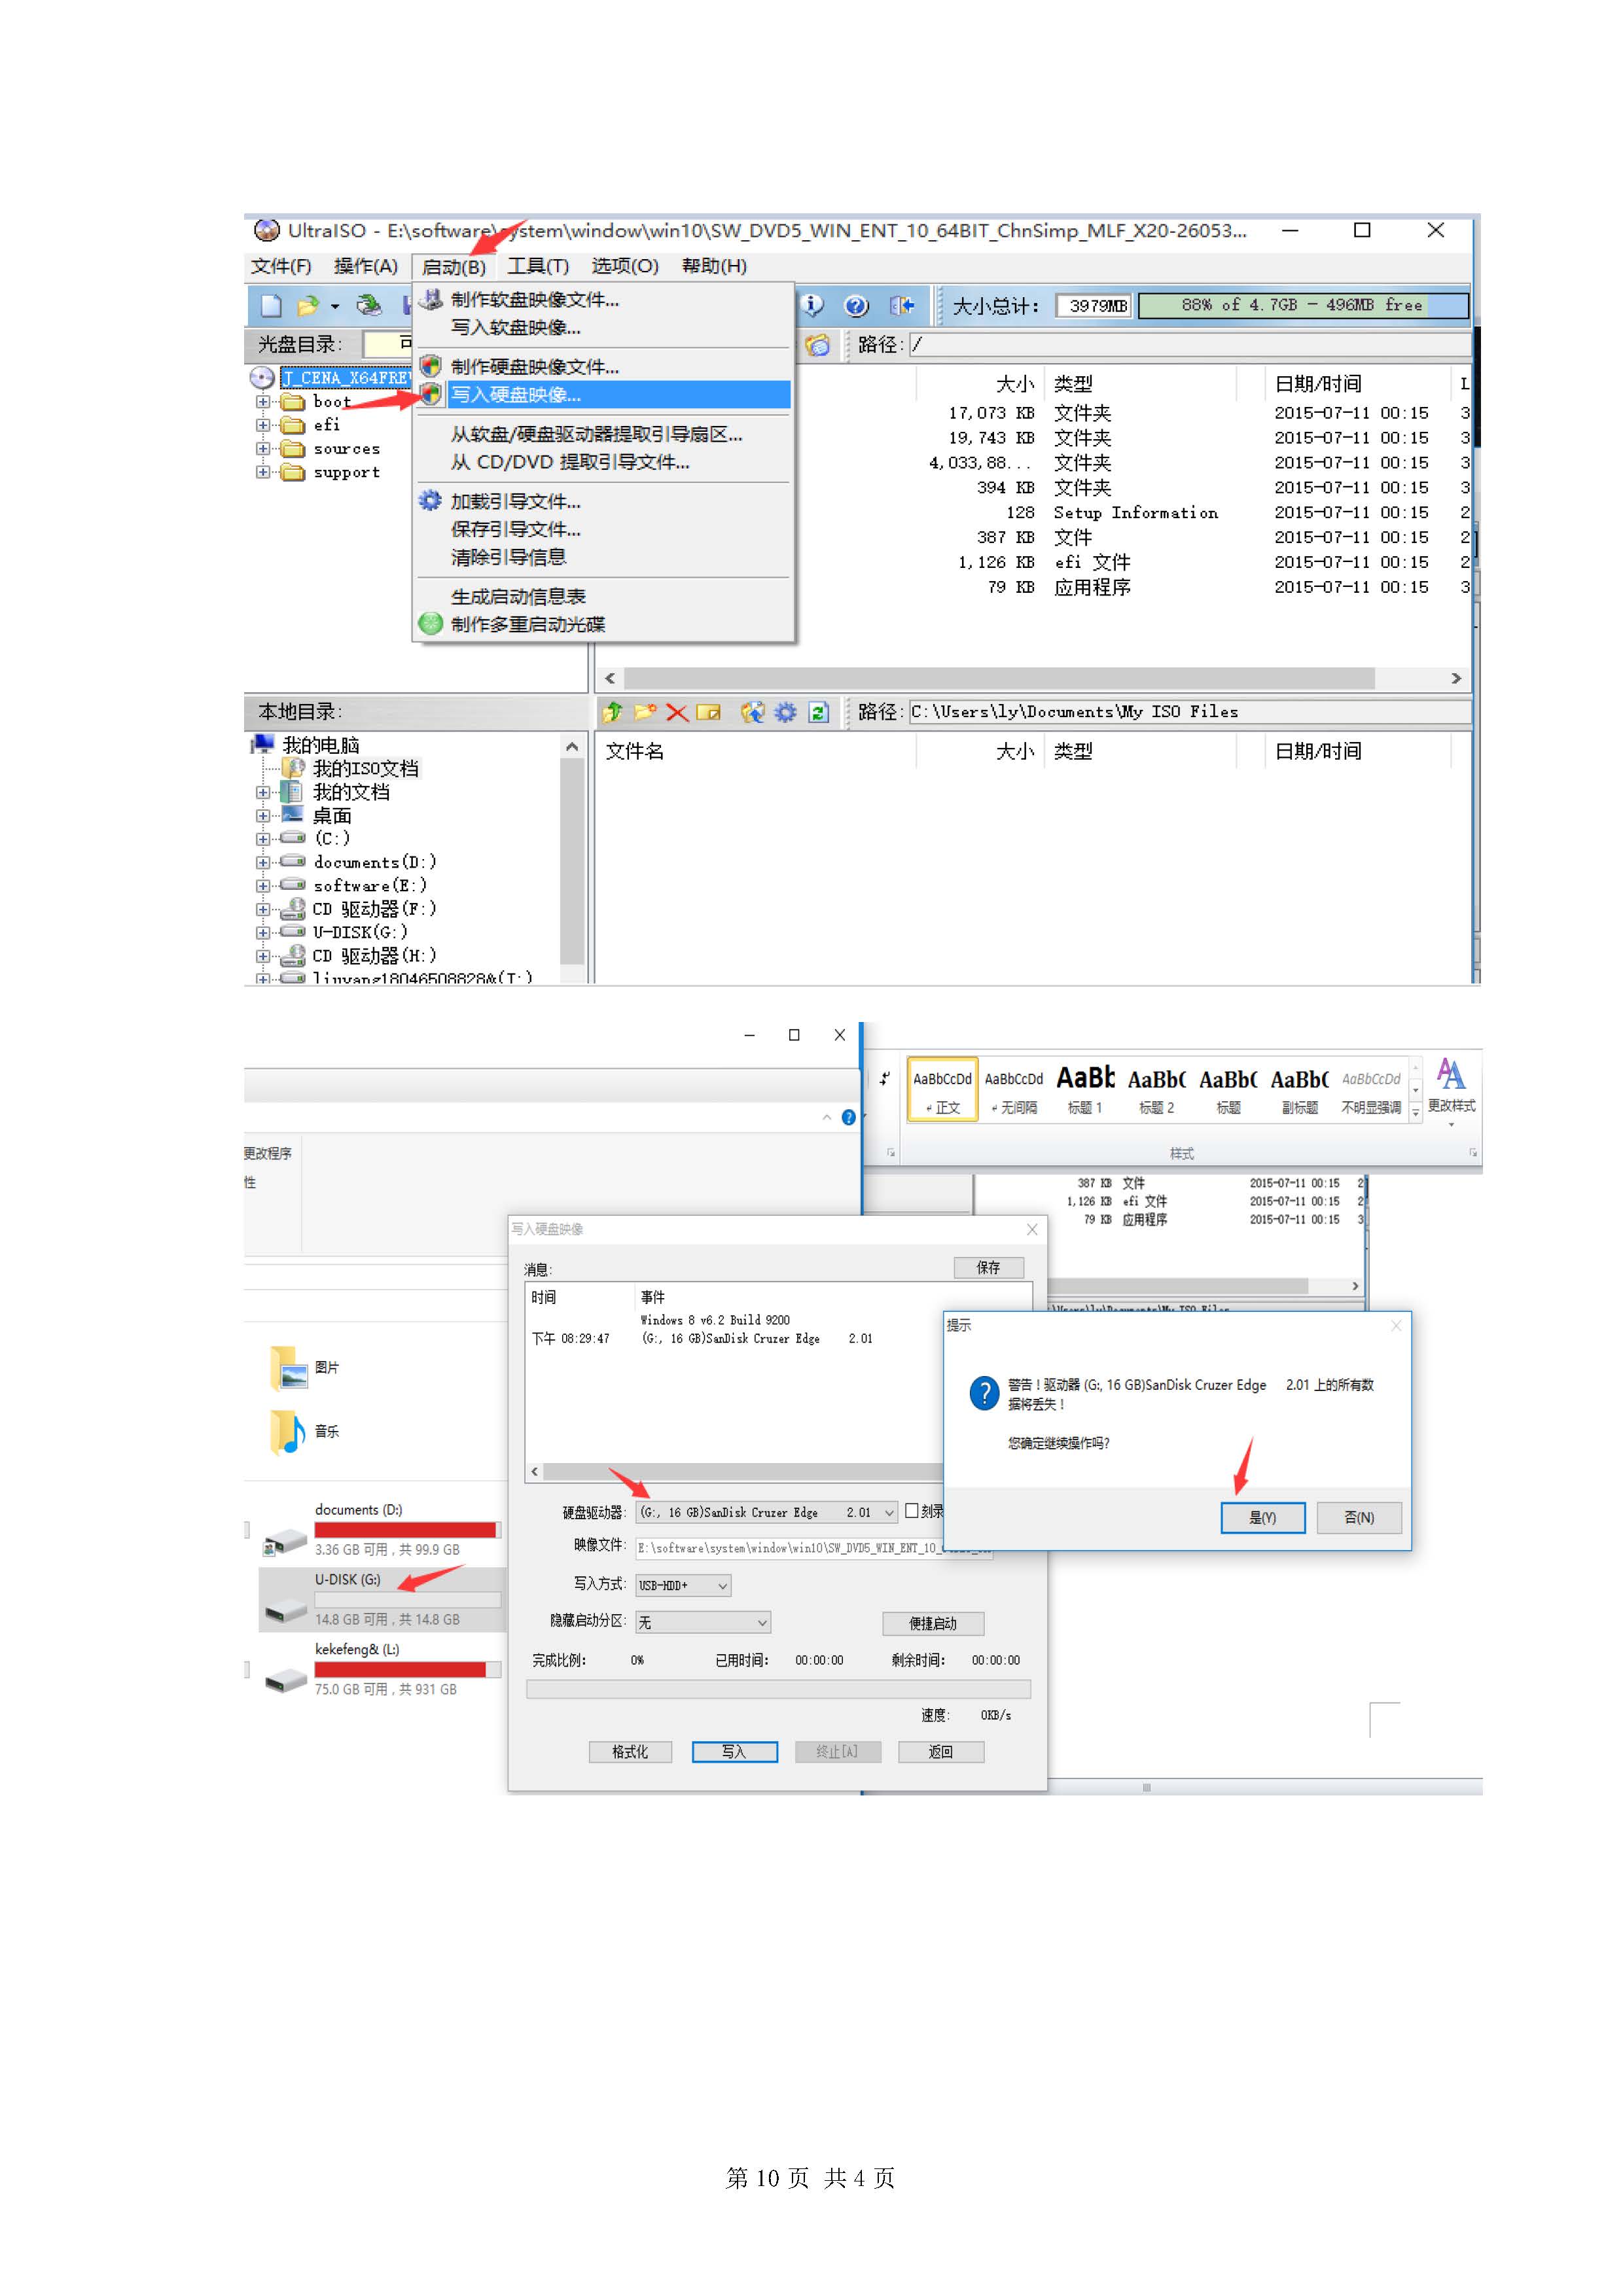 UltraISO - E:\software\system\window\win10\SW_DVD5_WIN_ENT_10_64BIT_ChnSimp_MLF_X20-26053...
文件(F) 操作(A) 启动(B) 工具(T) 选项(O) 帮助(H)
大小总计: 3979MB 88% of 4.7GB - 496MB free
光盘目录: 可
路径: /
制作软盘映像文件...
写入软盘映像...
制作硬盘映像文件...
写入硬盘映像...
从软盘/硬盘驱动器提取引导扇区...
从 CD/DVD 提取引导文件...
加载引导文件...
保存引导文件...
清除引导信息
生成启动信息表
制作多重启动光碟
J_CENA_X64FRE
boot
efi
sources
support
大小 类型 日期/时间 L
17,073 KB 文件夹 2015-07-11 00:15 3
19,743 KB 文件夹 2015-07-11 00:15 3
4,033,88... 文件夹 2015-07-11 00:15 3
394 KB 文件夹 2015-07-11 00:15 3
128 Setup Information 2015-07-11 00:15 2
387 KB 文件 2015-07-11 00:15 2
1,126 KB efi 文件 2015-07-11 00:15 2
79 KB 应用程序 2015-07-11 00:15 3
本地目录:
路径: C:\Users\ly\Documents\My ISO Files
我的电脑
我的ISO文档
我的文档
桌面
(C:)
documents(D:)
software(E:)
CD 驱动器(F:)
U-DISK(G:)
CD 驱动器(H:)
文件名 大小 类型 日期/时间
AaBbCcDd AaBbCcDd AaBb AaBb( AaBb( AaBb( AaBbCcDd
正文 无间隔 标题 1 标题 2 标题 副标题 不明显强调 更改样式
样式
更改程序
性
387 KB 文件 2015-07-11 00:15 2
1,126 KB efi 文件 2015-07-11 00:15 2
79 KB 应用程序 2015-07-11 00:15 3
图片
音乐
documents (D:)
3.36 GB 可用，共 99.9 GB
U-DISK (G:)
14.8 GB 可用，共 14.8 GB
kekefeng& (L:)
75.0 GB 可用，共 931 GB
写入硬盘映像
消息: 保存
时间 事件
Windows 8 v6.2 Build 9200
下午 08:29:47 (G:, 16 GB)SanDisk Cruzer Edge 2.01
硬盘驱动器: (G:, 16 GB)SanDisk Cruzer Edge 2.01 刻录
映像文件: E:\software\system\window\win10\SW_DVD5_WIN_ENT_10_
写入方式: USB-HDD+
隐藏启动分区: 无 便捷启动
完成比例: 0% 已用时间: 00:00:00 剩余时间: 00:00:00
速度: 0KB/s
格式化 写入 终止[A] 返回
提示
警告！驱动器 (G:, 16 GB)SanDisk Cruzer Edge 2.01 上的所有数
据将丢失！
您确定继续操作吗?
是(Y) 否(N)
第 10 页 共 4 页